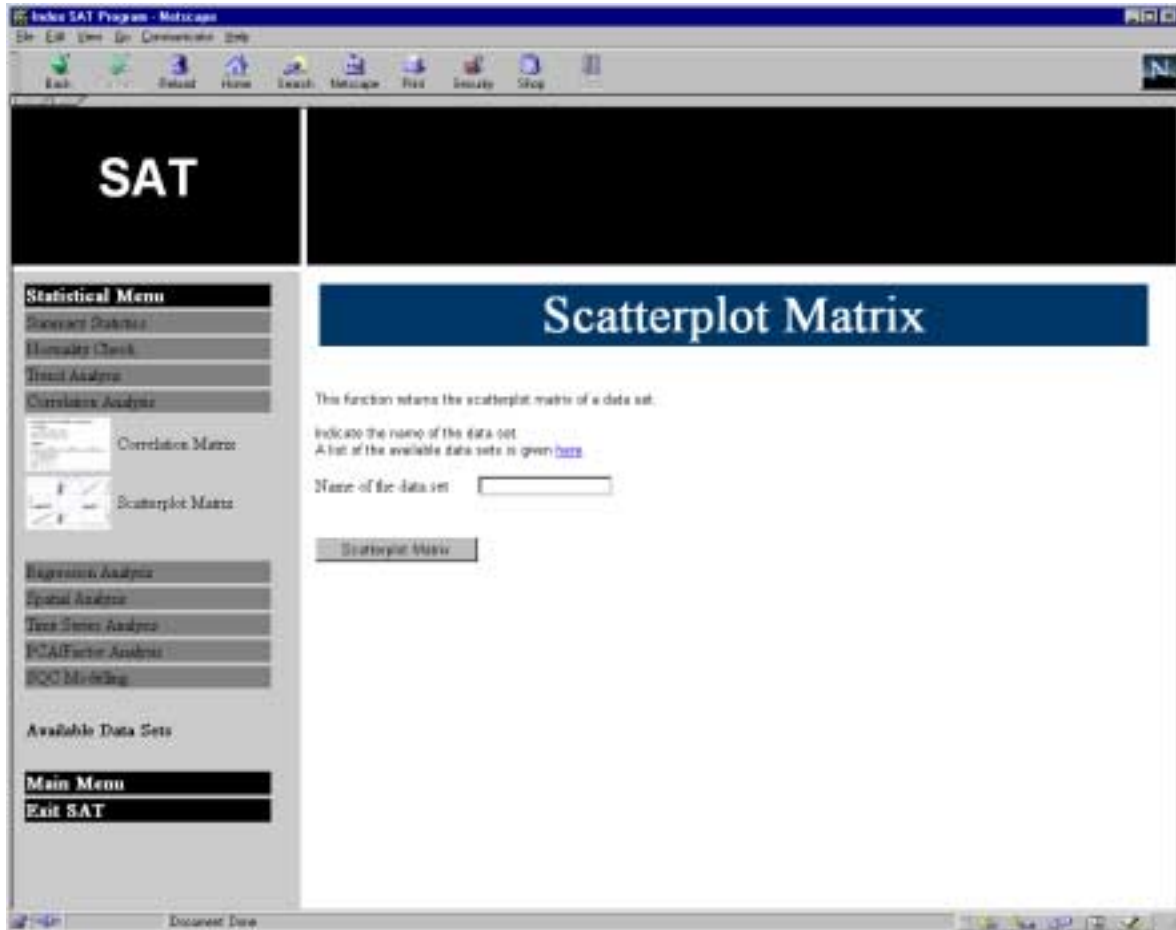 Index SAT Program - Netscape
File Edit View Go Communicator Help
Back Reload Home Search Netscape Print Security Shop
N
SAT
Statistical Menu
Summary Statistics
Normality Check
Trend Analysis
Correlation Analysis
Correlation Matrix
Scatterplot Matrix
Regression Analysis
Spatial Analysis
Time Series Analysis
PCA/Factor Analysis
SQC Modelling
Available Data Sets
Main Menu
Exit SAT
Scatterplot Matrix
This function returns the scatterplot matrix of a data set.
Indicate the name of the data set.
A list of the available data sets is given here
Name of the data set
Scatterplot Matrix
Document Done